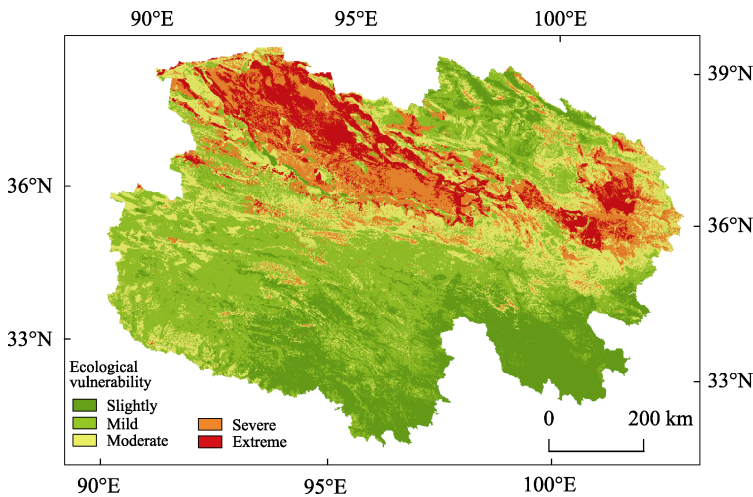 90°E 95°E 100°E
39°N
36°N
36°N
33°N
33°N
Ecological
vulnerability
Slightly
Mild
Moderate
Severe
Extreme
0 200 km
90°E 95°E 100°E